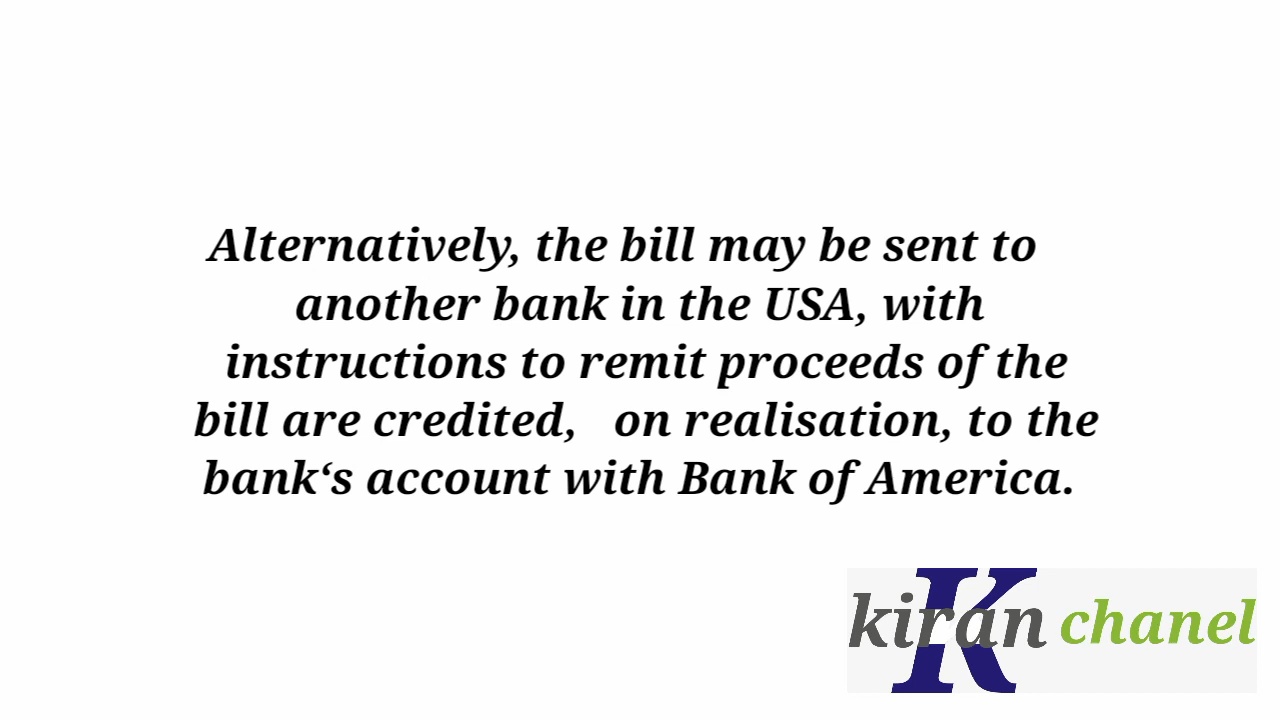 Alternatively, the bill may be sent to
another bank in the USA, with
instructions to remit proceeds of the
bill are credited, on realisation, to the
bank‘s account with Bank of America.
K
kiran chanel